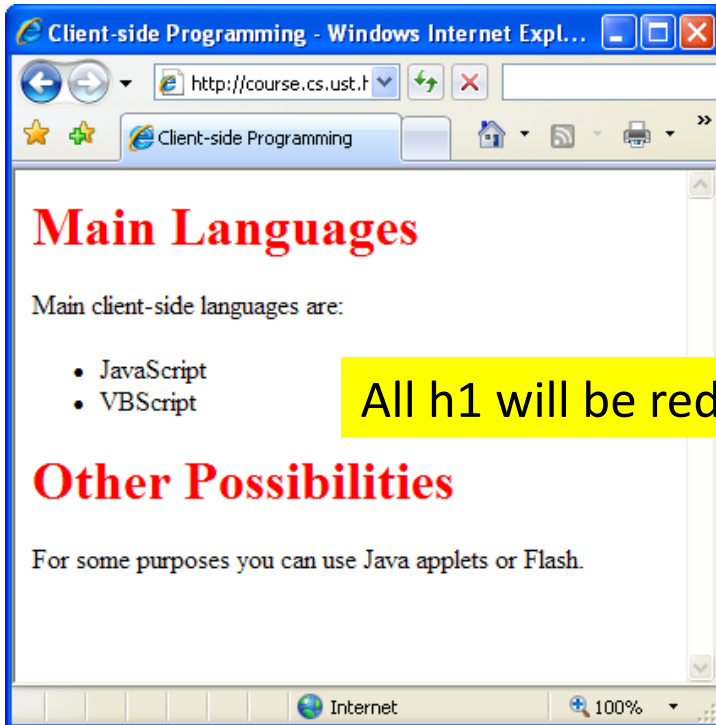 Client-side Programming - Windows Internet Expl...
http://course.cs.ust.h
Client-side Programming
»
Main Languages
Main client-side languages are:
• JavaScript
• VBScript
All h1 will be red
Other Possibilities
For some purposes you can use Java applets or Flash.
Internet
100%